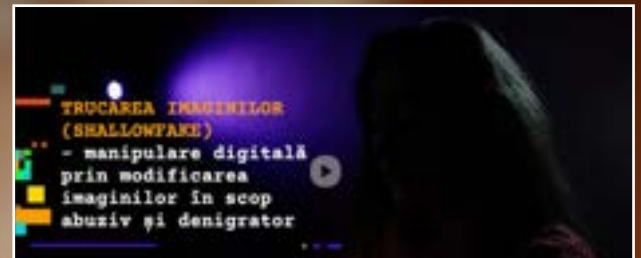 TRUCAREA IMAGINILOR
(SHALLOWFAKE)
– manipulare digitală
prin modificarea
imaginilor în scop
abuziv și denigrator